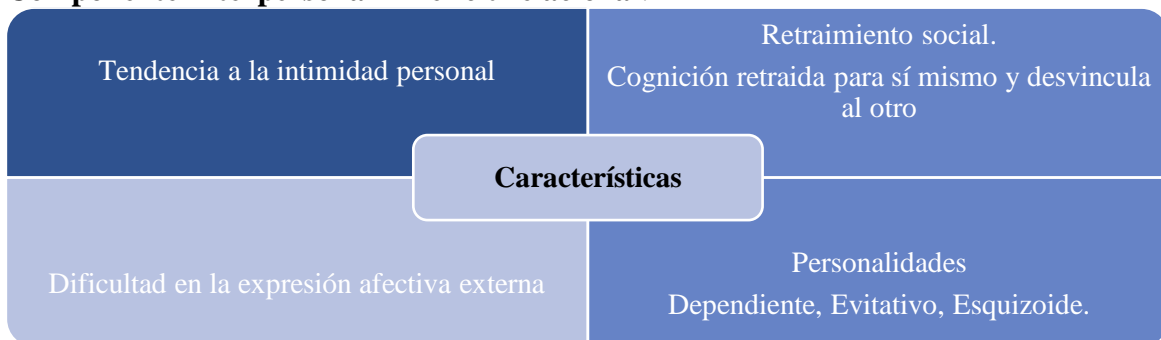 Tendencia a la intimidad personal
Retraimiento social.
Cognición retraida para sí mismo y desvincula
al otro
Características
Dificultad en la expresión afectiva externa
Personalidades
Dependiente, Evitativo, Esquizoide.